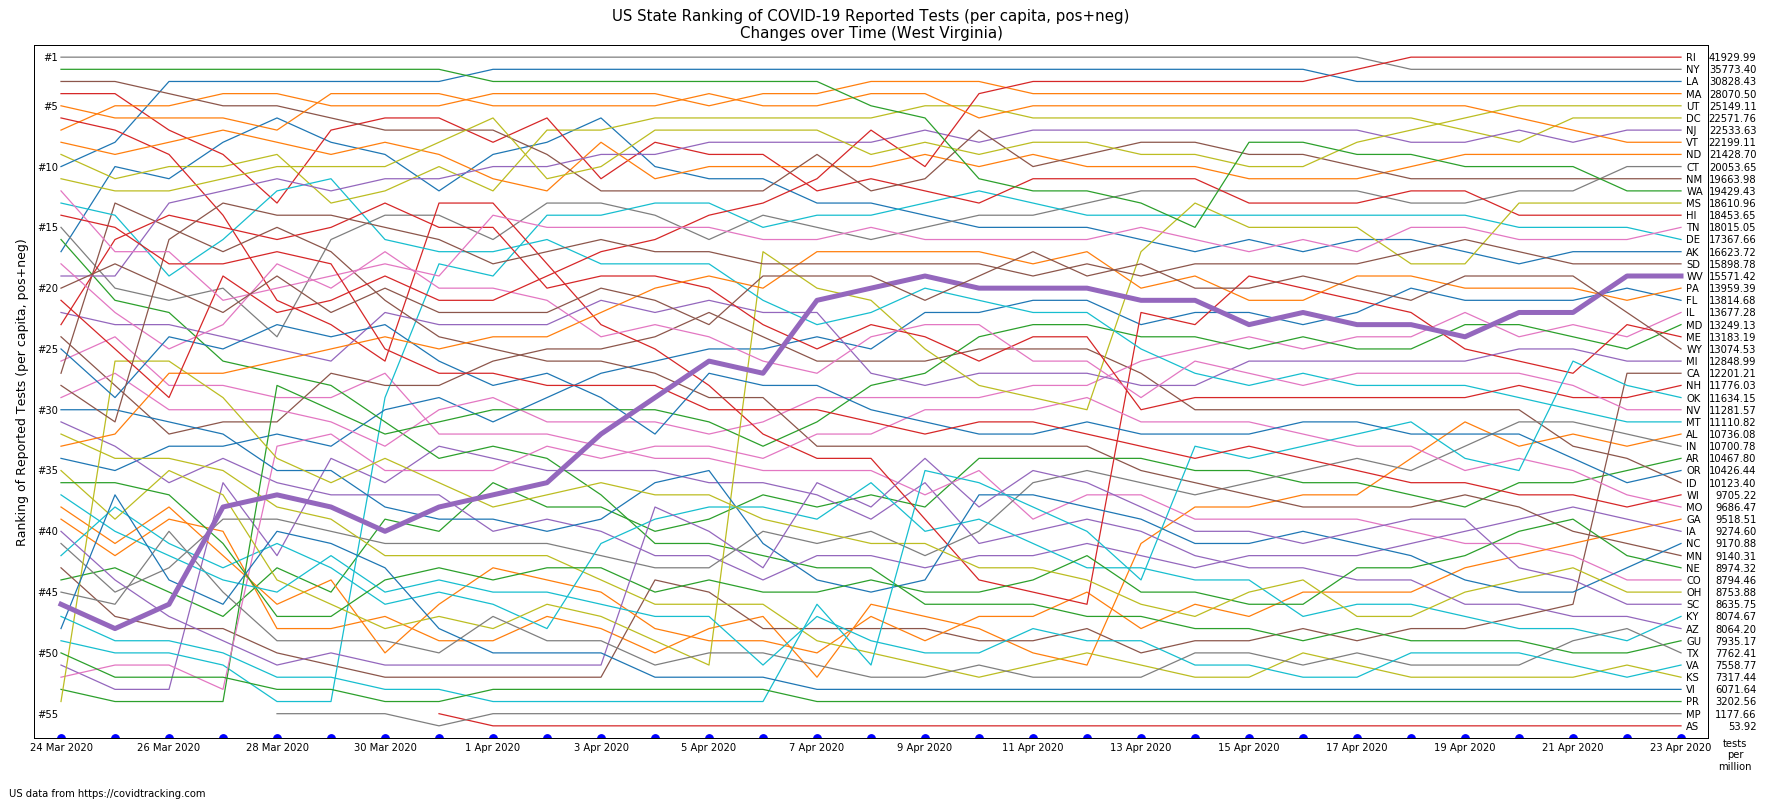 US State Ranking of COVID-19 Reported Tests (per capita, pos+neg)
Changes over Time (West Virginia)
Ranking of Reported Tests (per capita, pos+neg)
#1
#5
#10
#15
#20
#25
#30
#35
#40
#45
#50
#55
RI 41929.99
NY 35773.40
LA 30828.43
MA 28070.50
UT 25149.11
DC 22571.76
NJ 22533.63
VT 22199.11
ND 21428.70
CT 20053.65
NM 19663.98
WA 19429.43
MS 18610.96
HI 18453.65
TN 18015.05
DE 17367.66
AK 16623.72
SD 15898.78
WV 15571.42
PA 13959.39
FL 13814.68
IL 13677.28
MD 13249.13
ME 13183.19
WY 13074.53
MI 12848.99
CA 12201.21
NH 11776.03
OK 11634.15
NV 11281.57
MT 11110.82
AL 10736.08
IN 10700.78
AR 10467.80
OR 10426.44
ID 10123.40
WI 9705.22
MO 9686.47
GA 9518.51
IA 9274.60
NC 9170.88
MN 9140.31
NE 8974.32
CO 8794.46
OH 8753.88
SC 8635.75
KY 8074.67
AZ 8064.20
GU 7935.17
TX 7762.41
VA 7558.77
KS 7317.44
VI 6071.64
PR 3202.56
MP 1177.66
AS 53.92
24 Mar 2020 26 Mar 2020 28 Mar 2020 30 Mar 2020 1 Apr 2020 3 Apr 2020 5 Apr 2020 7 Apr 2020 9 Apr 2020 11 Apr 2020 13 Apr 2020 15 Apr 2020 17 Apr 2020 19 Apr 2020 21 Apr 2020 23 Apr 2020
tests
per
million
US data from https://covidtracking.com